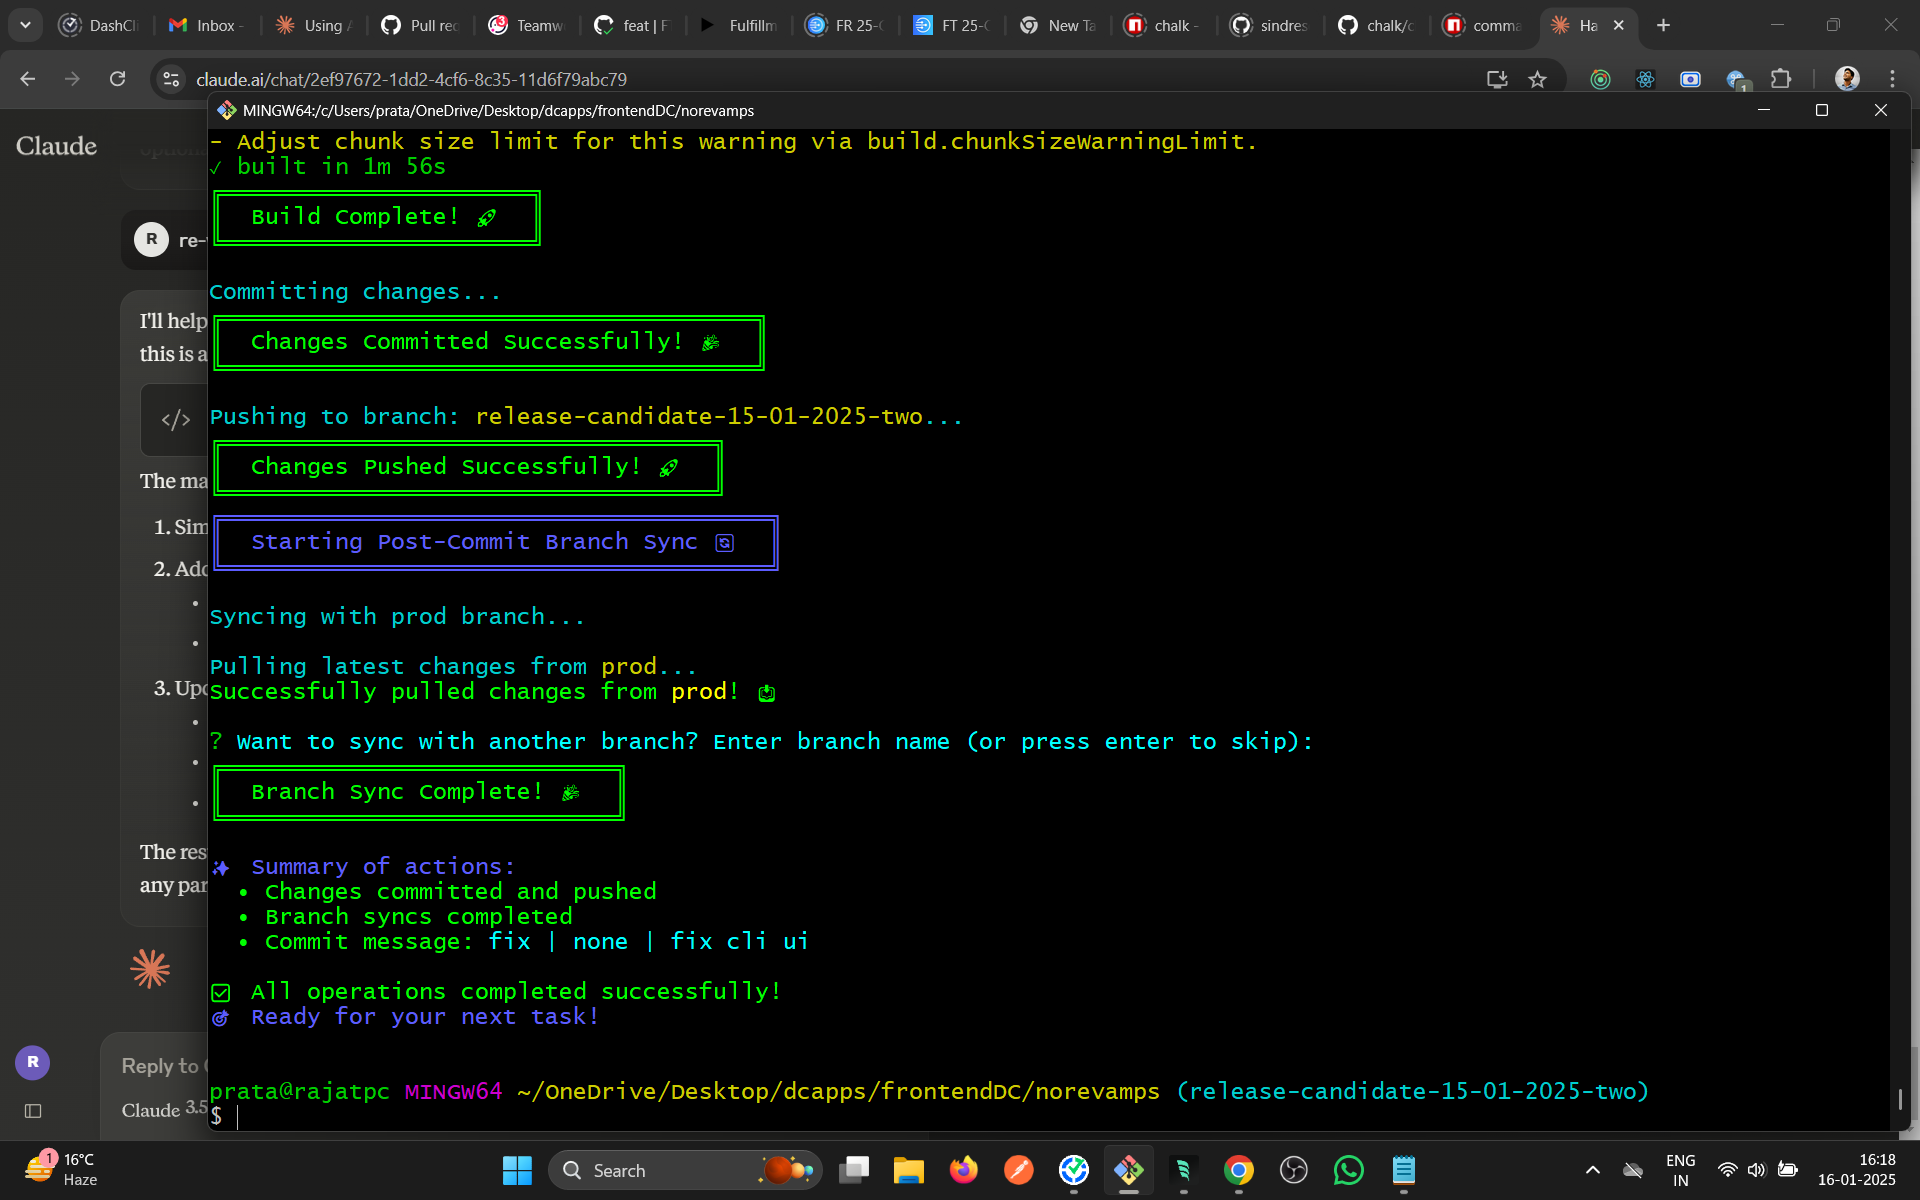 DashCl
Inbox -
Using A
Pull rec
Teamw
feat | F
Fulfillm
FR 25-
FT 25-
New Ta
chalk -
sindres
chalk/c
comma
Ha
claude.ai/chat/2ef97672-1dd2-4cf6-8c35-11d6f79abc79
1
MINGW64:/c/Users/prata/OneDrive/Desktop/dcapps/frontendDC/norevamps
Claude
R re-
I'll help
this is a
</>
The ma
1. Sim
2. Add
3. Upd
The res
any par
R
Reply to
Claude 3.5
- Adjust chunk size limit for this warning via build.chunkSizeWarningLimit.
✓ built in 1m 56s
Build Complete! 🚀
Committing changes...
Changes Committed Successfully! 🎉
Pushing to branch: release-candidate-15-01-2025-two...
Changes Pushed Successfully! 🚀
Starting Post-Commit Branch Sync 🔄
Syncing with prod branch...
Pulling latest changes from prod...
Successfully pulled changes from prod! 📥
? Want to sync with another branch? Enter branch name (or press enter to skip):
Branch Sync Complete! 🎉
✨ Summary of actions:
• Changes committed and pushed
• Branch syncs completed
• Commit message: fix | none | fix cli ui
✅ All operations completed successfully!
🎯 Ready for your next task!
prata@rajatpc MINGW64 ~/OneDrive/Desktop/dcapps/frontendDC/norevamps (release-candidate-15-01-2025-two)
$
1
16°C
Haze
Search
ENG
IN
16:18
16-01-2025